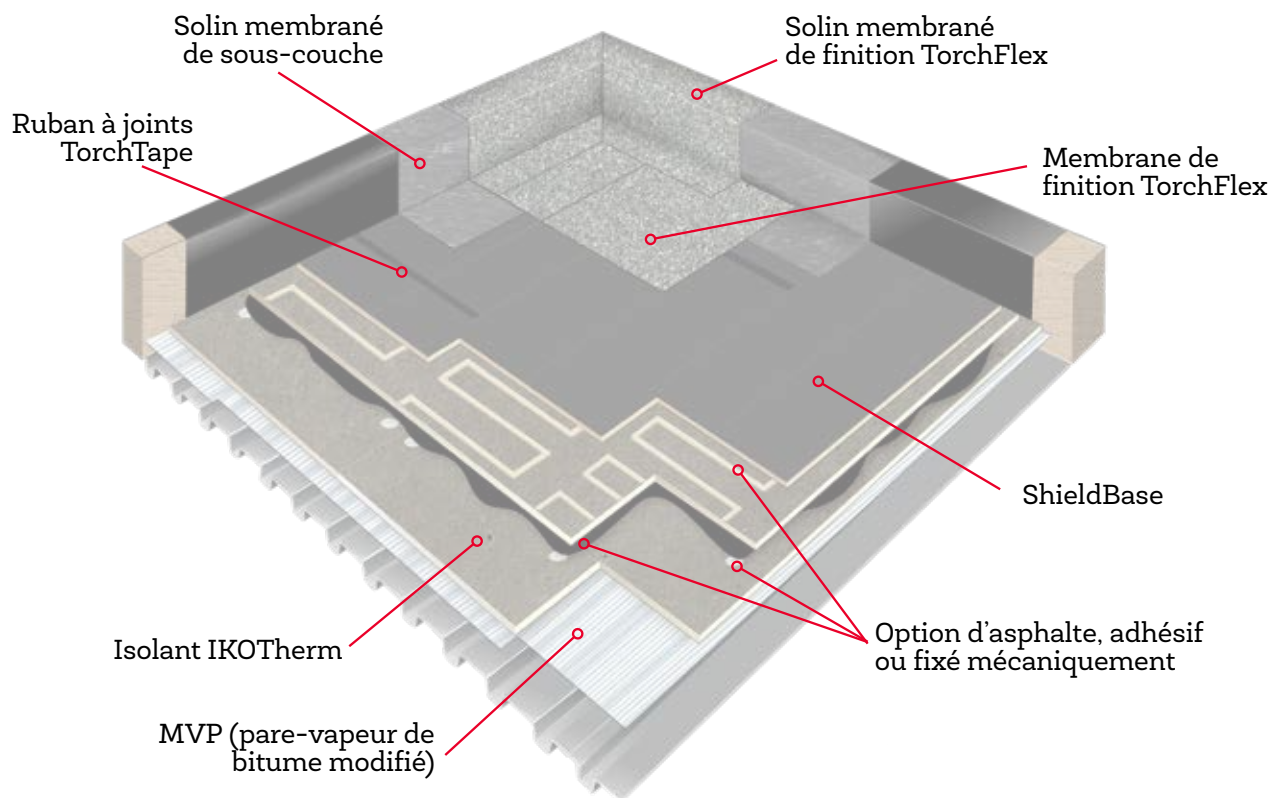 Solin membrané
de sous-couche
Solin membrané
de finition TorchFlex
Ruban à joints
TorchTape
Membrane de
finition TorchFlex
ShieldBase
Option d'asphalte, adhésif
ou fixé mécaniquement
Isolant IKOTherm
MVP (pare-vapeur de
bitume modifié)